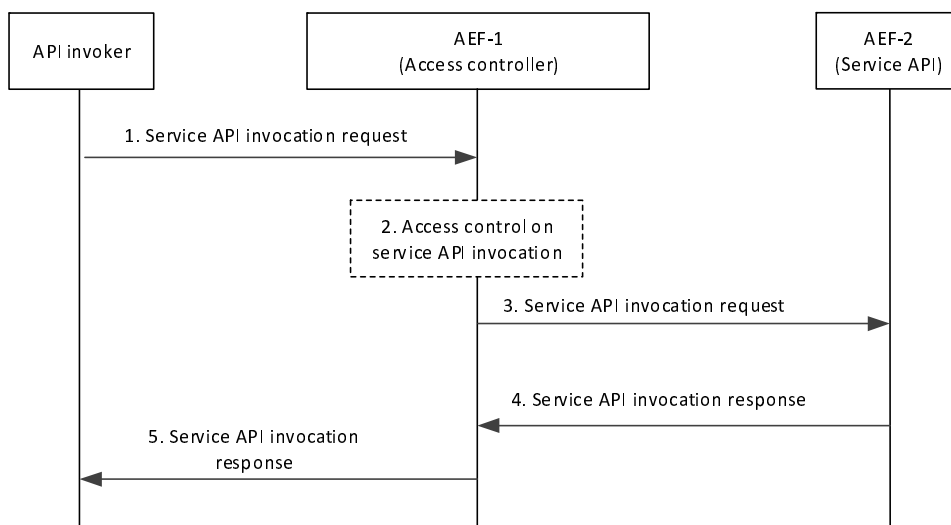 API invoker
AEF-1
(Access controller)
AEF-2
(Service API)
1. Service API invocation request
2. Access control on
service API invocation
3. Service API invocation request
4. Service API invocation response
5. Service API invocation
response